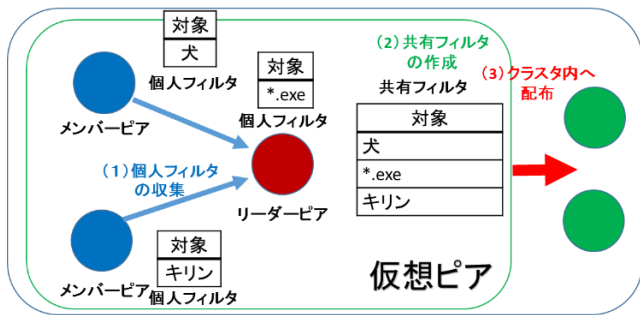 対象
犬
個人フィルタ
メンバーピア
対象
*.exe
個人フィルタ
(1)個人フィルタ
の収集
リーダーピア
対象
キリン
個人フィルタ
メンバーピア
(2)共有フィルタ
の作成
共有フィルタ
対象
犬
*.exe
キリン
(3)クラスタ内へ
配布
仮想ピア